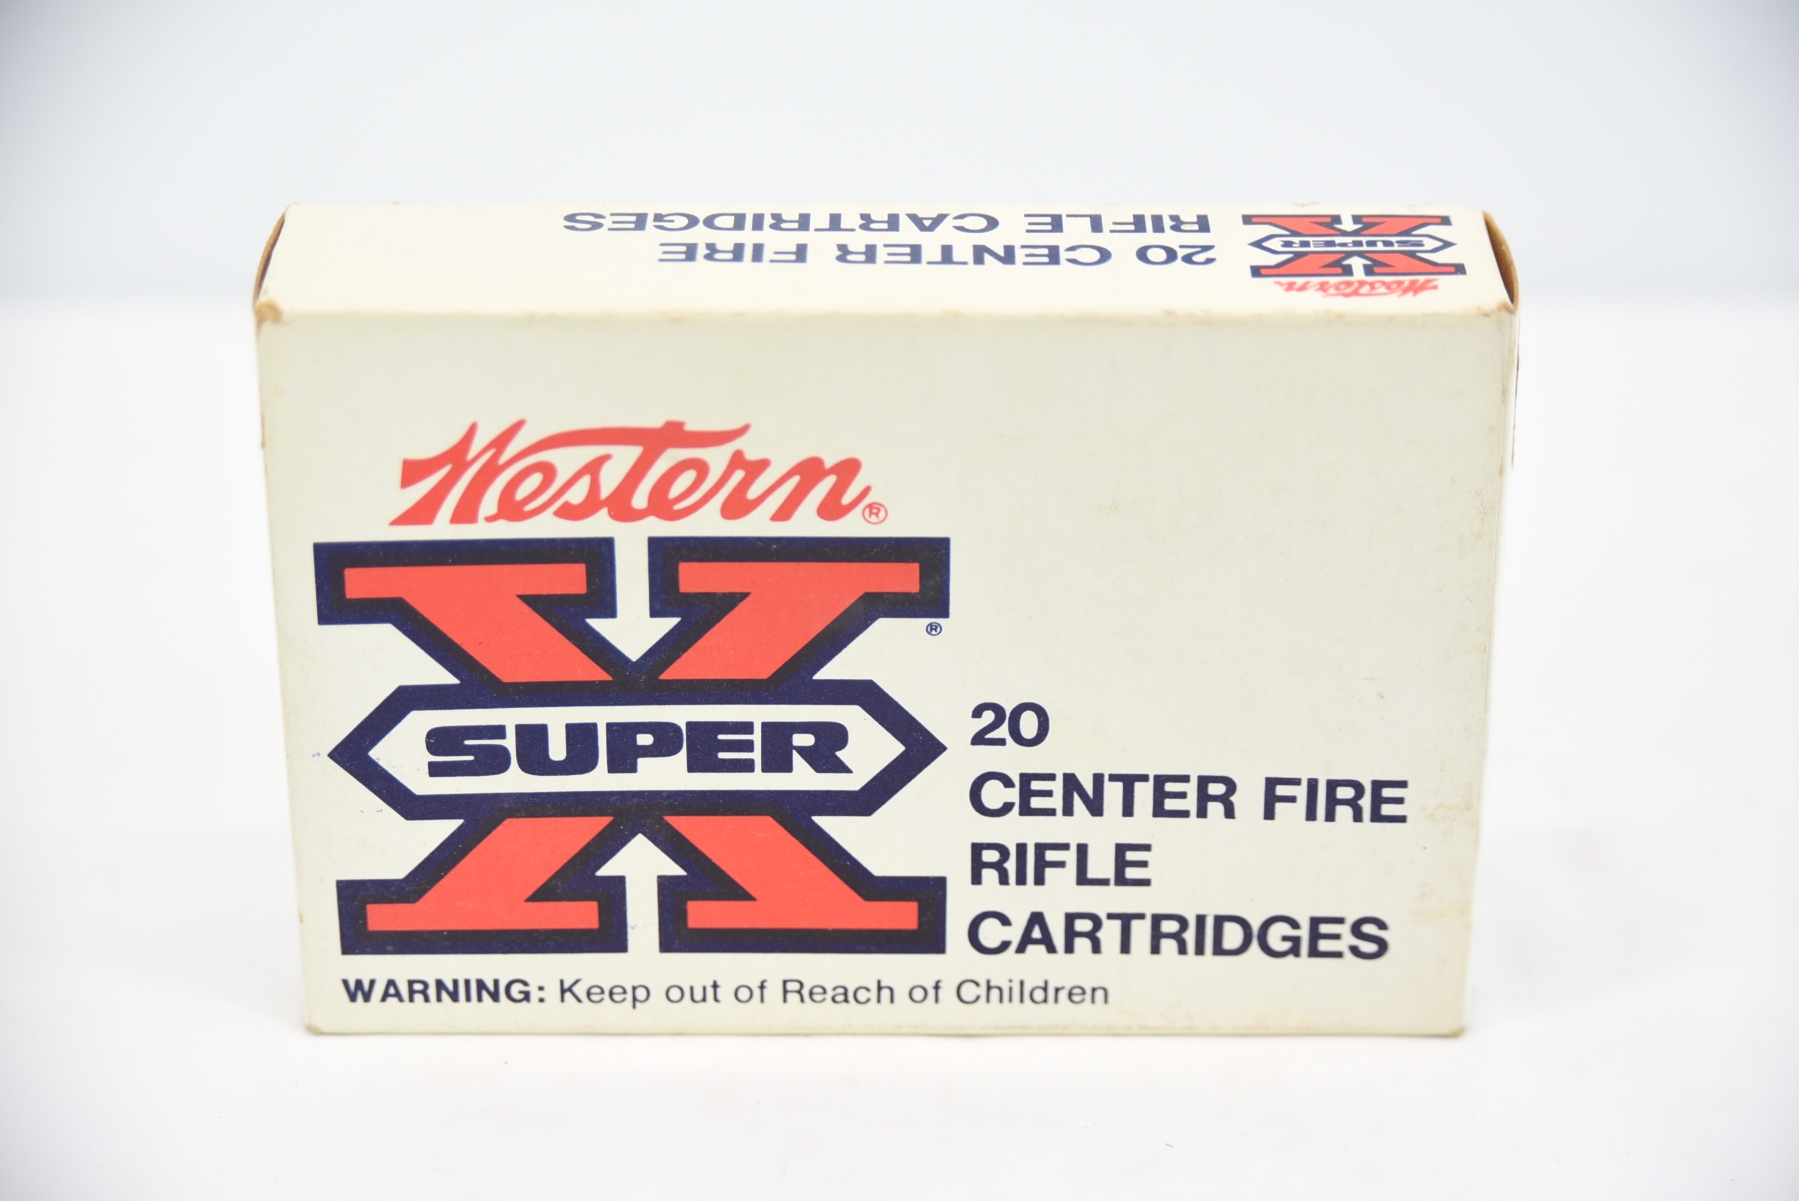 RIFLE CARTRIDGES
20 CENTER FIRE
SUPER X
Western
Western®
SUPER X
®
20
CENTER FIRE
RIFLE
CARTRIDGES
WARNING: Keep out of Reach of Children